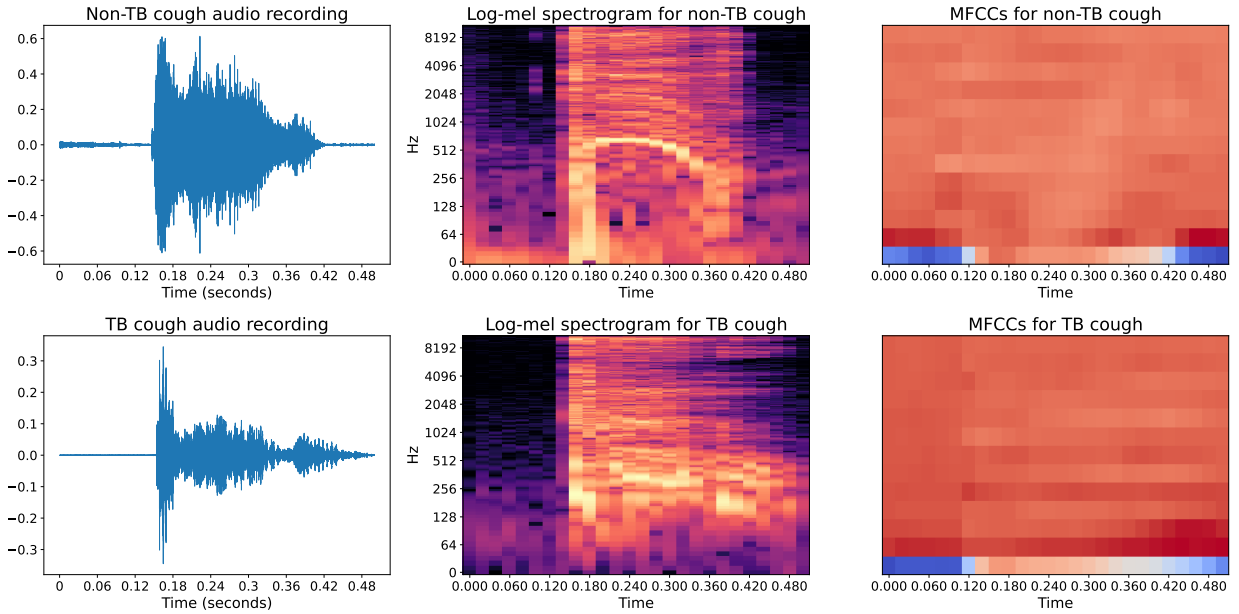 Non-TB cough audio recording
0.6
0.4
0.2
0.0
−0.2
−0.4
−0.6
0 0.06 0.12 0.18 0.24 0.3 0.36 0.42 0.48
Time (seconds)
Log-mel spectrogram for non-TB cough
Hz
8192
4096
2048
1024
512
256
128
64
0
0.000 0.060 0.120 0.180 0.240 0.300 0.360 0.420 0.480
Time
MFCCs for non-TB cough
0.000 0.060 0.120 0.180 0.240 0.300 0.360 0.420 0.480
Time
TB cough audio recording
0.3
0.2
0.1
0.0
−0.1
−0.2
−0.3
0 0.06 0.12 0.18 0.24 0.3 0.36 0.42 0.48
Time (seconds)
Log-mel spectrogram for TB cough
Hz
8192
4096
2048
1024
512
256
128
64
0
0.000 0.060 0.120 0.180 0.240 0.300 0.360 0.420 0.480
Time
MFCCs for TB cough
0.000 0.060 0.120 0.180 0.240 0.300 0.360 0.420 0.480
Time